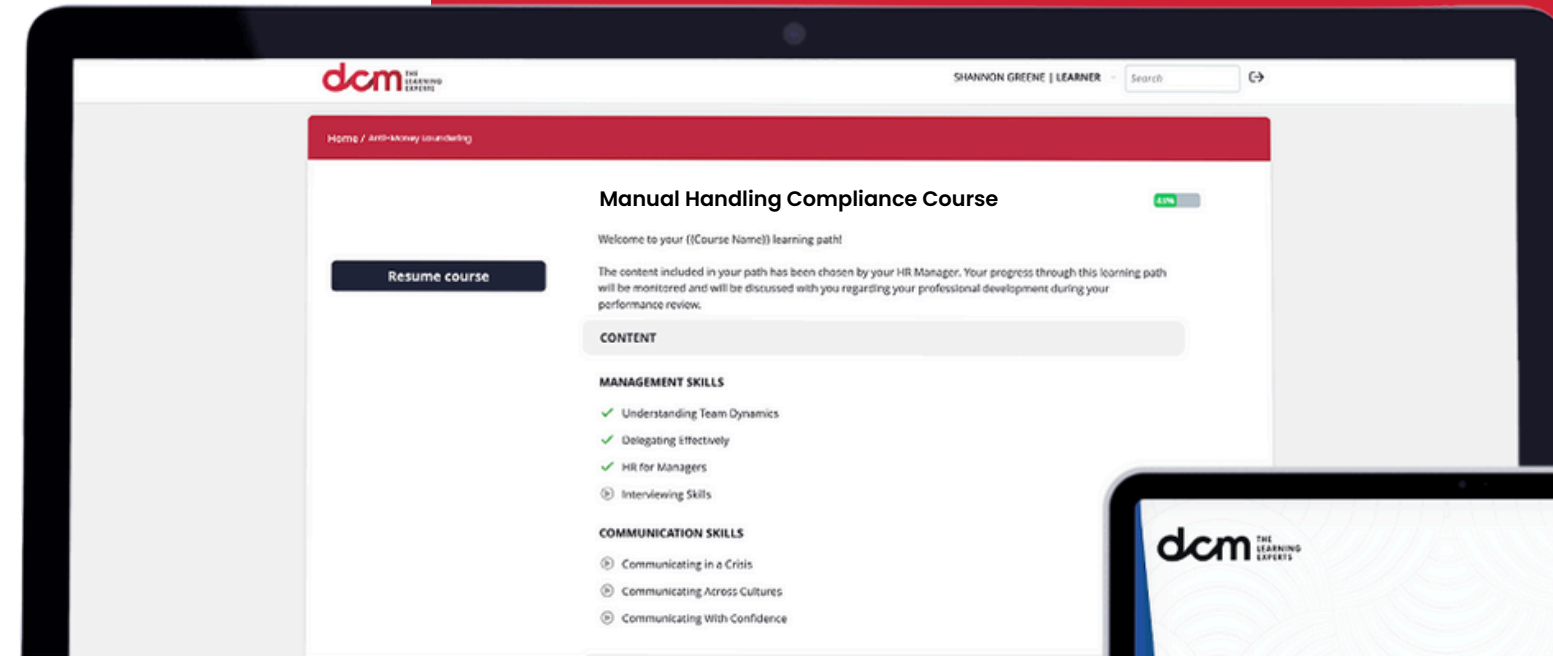 dcm THE
LEARNING
EXPERTS
SHANNON GREENE | LEARNER
Search
Home / Anti-Money Laundering
Manual Handling Compliance Course
43%
Welcome to your {{Course Name}} learning path!
Resume course
The content included in your path has been chosen by your HR Manager. Your progress through this learning path
will be monitored and will be discussed with you regarding your professional development during your
performance review.
CONTENT
MANAGEMENT SKILLS
Understanding Team Dynamics
Delegating Effectively
HR for Managers
Interviewing Skills
COMMUNICATION SKILLS
Communicating in a Crisis
Communicating Across Cultures
Communicating With Confidence
dcm THE
LEARNING
EXPERTS